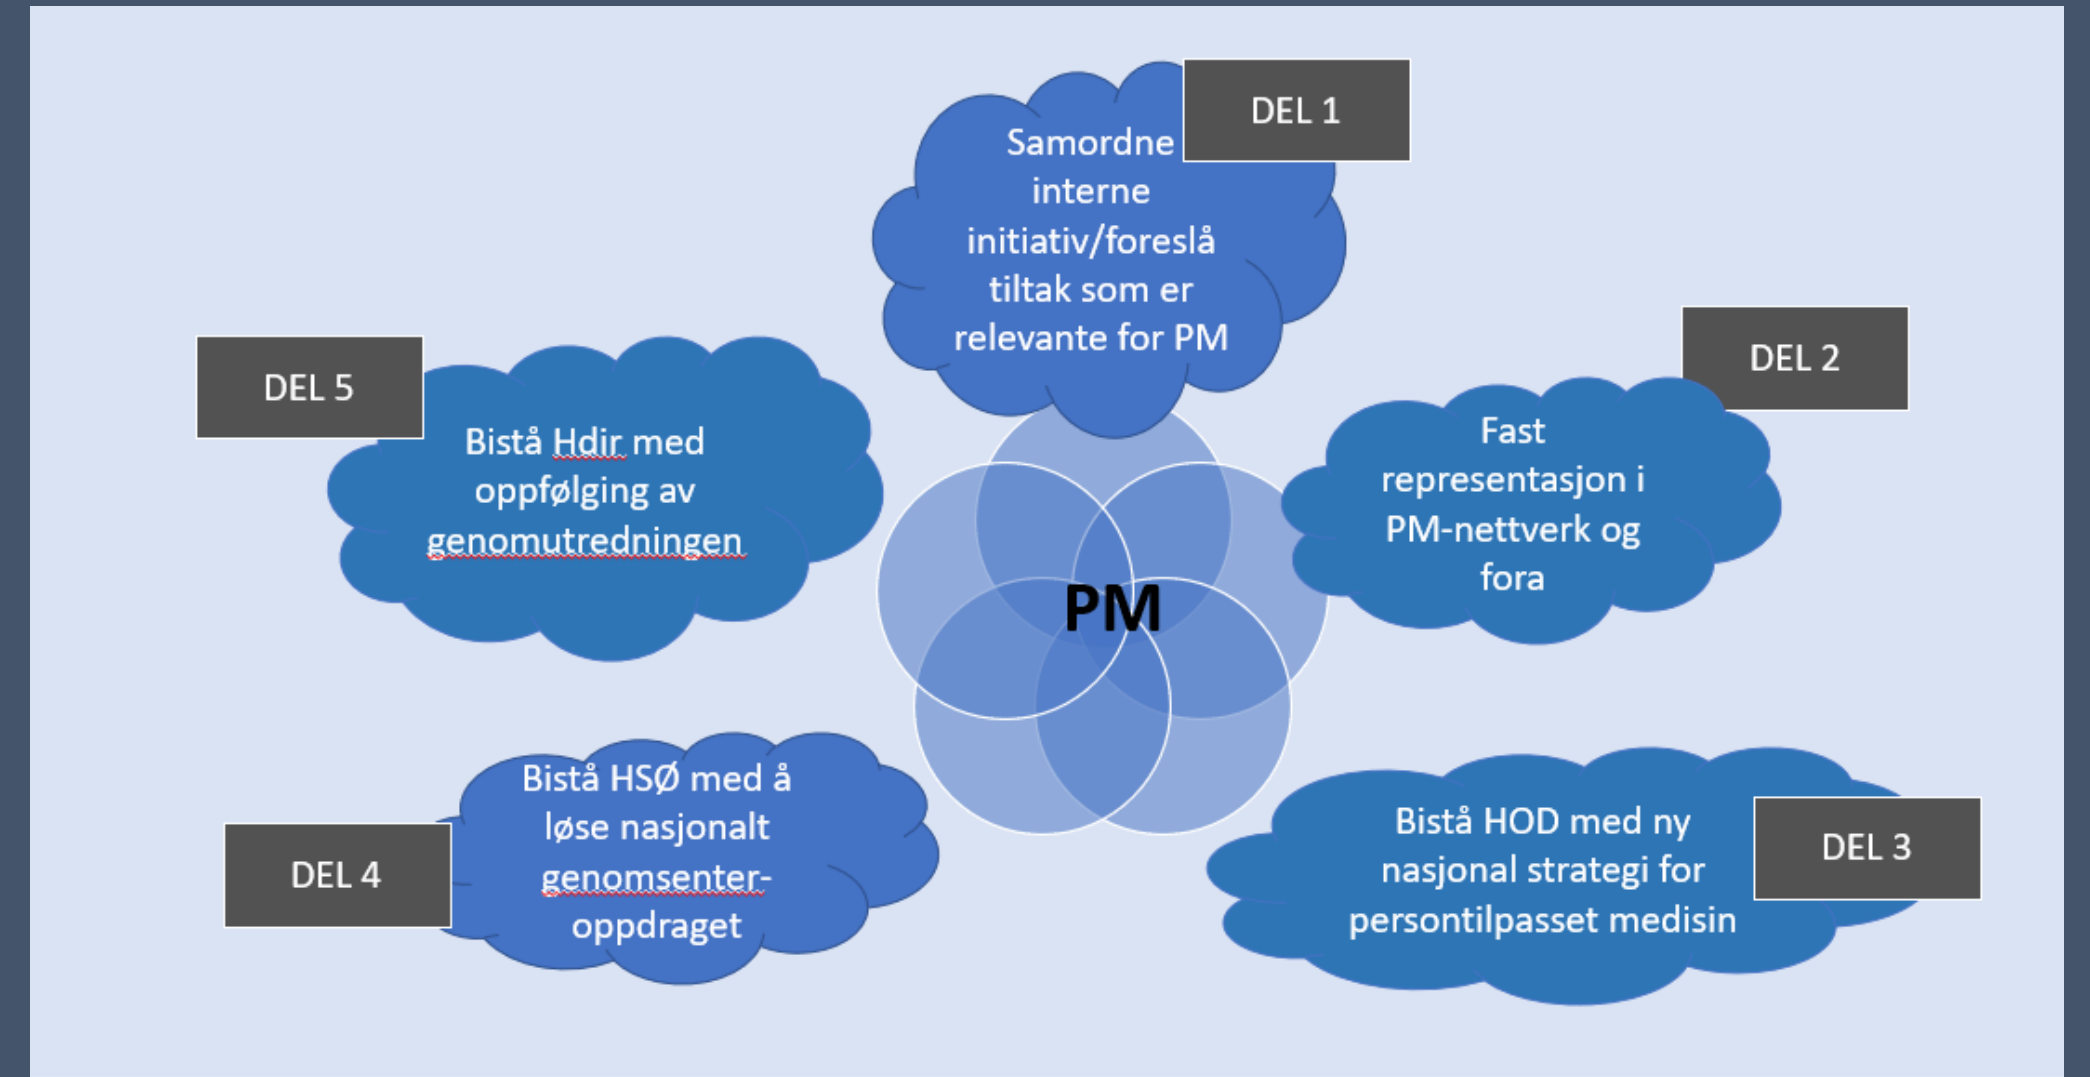 DEL 1
Samordne
interne
initiativ/foreslå
tiltak som er
relevante for PM
DEL 2
Fast
representasjon i
PM-nettverk og
fora
DEL 5
Bistå Hdir med
oppfølging av
genomutredningen
PM
DEL 4
Bistå HSØ med å
løse nasjonalt
genomsenter-
oppdraget
DEL 3
Bistå HOD med ny
nasjonal strategi for
persontilpasset medisin